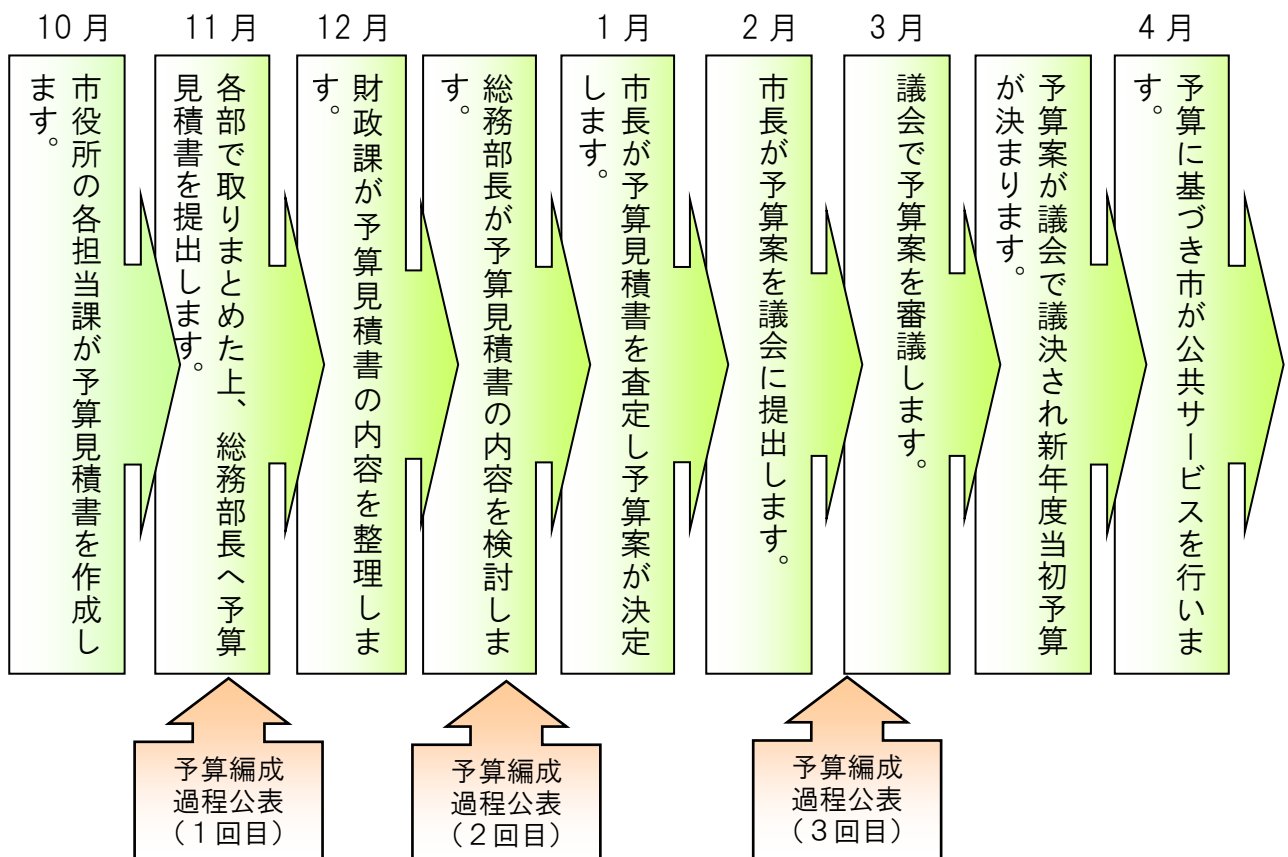 10月
11月
12月
1月
2月
3月
4月
市役所の各担当課が予算見積書を作成し
ます。
各部で取りまとめた上、総務部長へ予算
見積書を提出します。
財政課が予算見積書の内容を整理しま
す。
総務部長が予算見積書の内容を検討しま
す。
市長が予算見積書を査定し予算案が決定
します。
市長が予算案を議会に提出します。
議会で予算案を審議します。
予算案が議会で議決され新年度当初予算
が決まります。
予算に基づき市が公共サービスを行いま
す。
予算編成
過程公表
（１回目）
予算編成
過程公表
（２回目）
予算編成
過程公表
（３回目）